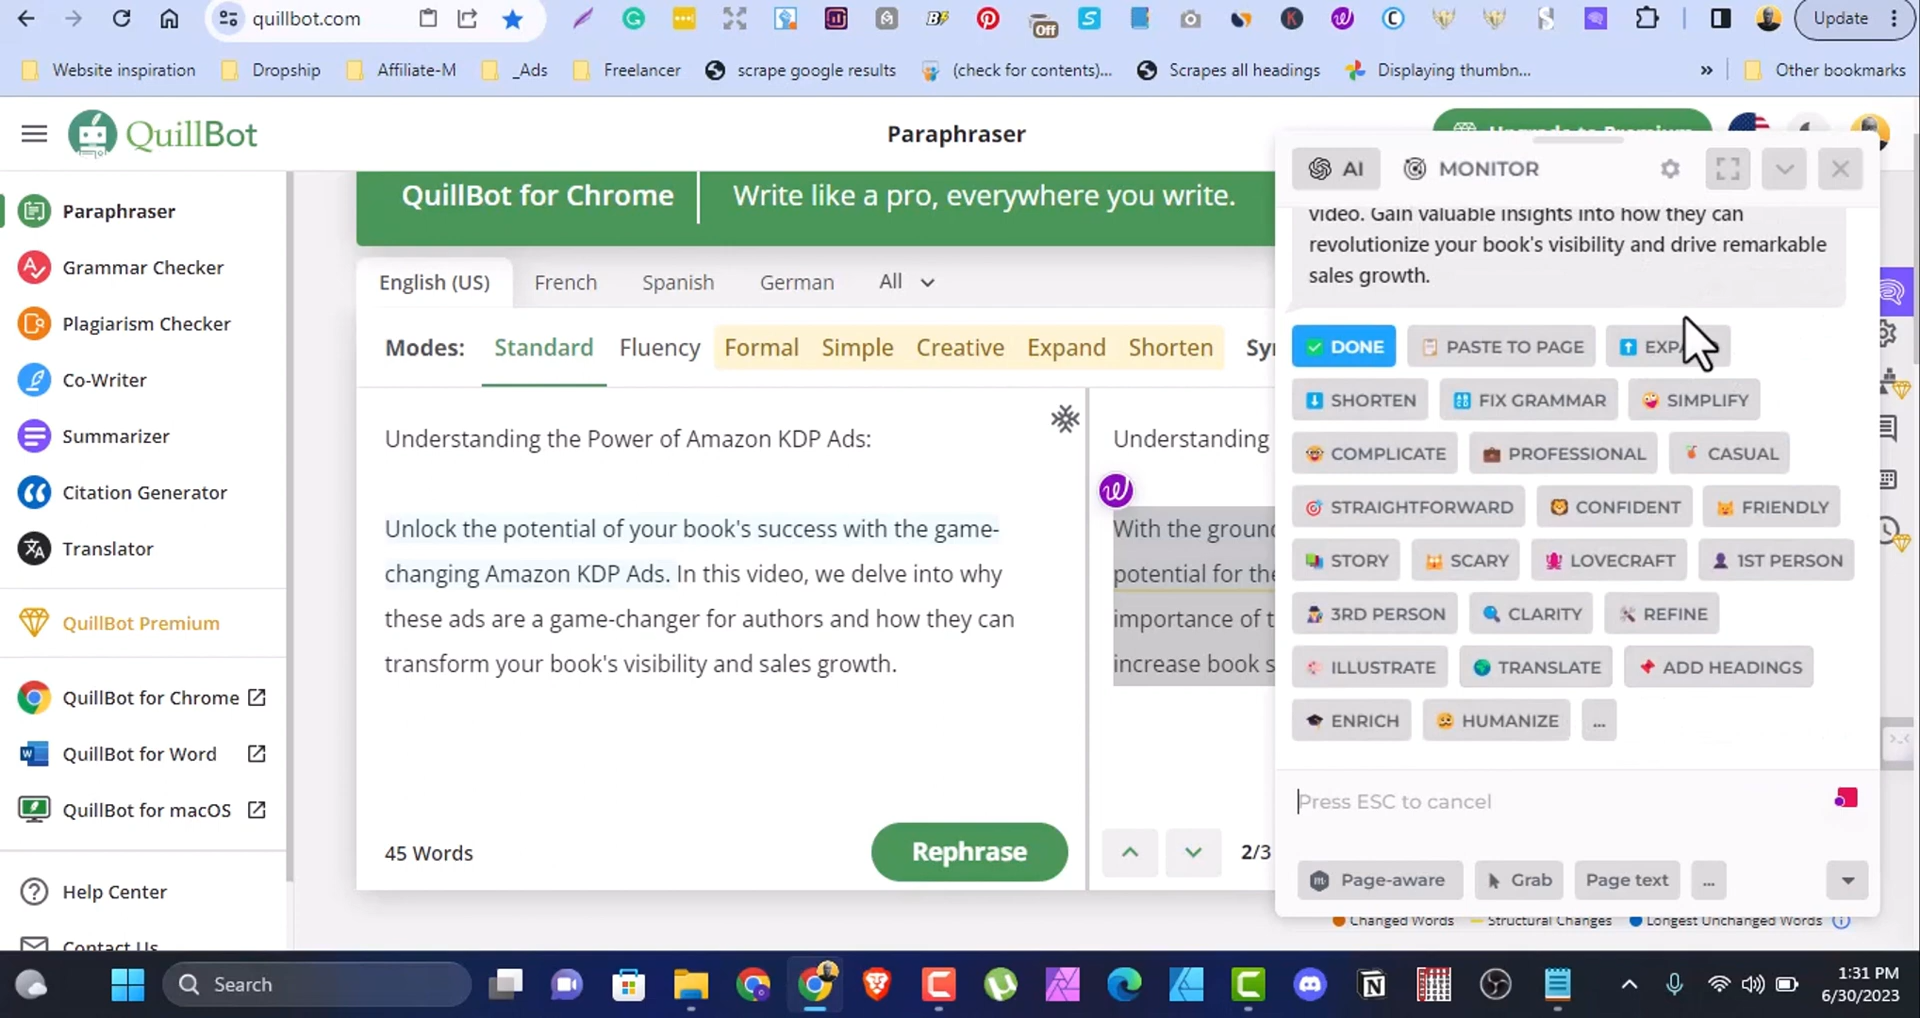 quillbot.com
Off
Update
Website inspiration
Dropship
Affiliate-M
_Ads
Freelancer
scrape google results
(check for contents)...
Scrapes all headings
Displaying thumbn...
»
Other bookmarks
QuillBot
Paraphraser
Paraphraser
Grammar Checker
Plagiarism Checker
Co-Writer
Summarizer
Citation Generator
Translator
QuillBot Premium
QuillBot for Chrome
QuillBot for Word
QuillBot for macOS
Help Center
Contact Us
QuillBot for Chrome
Write like a pro, everywhere you write.
English (US)
French
Spanish
German
All
Modes:
Standard
Fluency
Formal
Simple
Creative
Expand
Shorten
Understanding the Power of Amazon KDP Ads:
Unlock the potential of your book's success with the game-
changing Amazon KDP Ads. In this video, we delve into why
these ads are a game-changer for authors and how they can
transform your book's visibility and sales growth.
45 Words
Rephrase
Understanding
With the
potential for
importance of
increase book
2/3
Upgrade to Premium
AI
MONITOR
video. Gain valuable insights into how they can
revolutionize your book's visibility and drive remarkable
sales growth.
DONE
PASTE TO PAGE
SHORTEN
FIX GRAMMAR
SIMPLIFY
COMPLICATE
PROFESSIONAL
CASUAL
STRAIGHTFORWARD
CONFIDENT
FRIENDLY
STORY
SCARY
LOVECRAFT
1ST PERSON
3RD PERSON
CLARITY
REFINE
ILLUSTRATE
TRANSLATE
ADD HEADINGS
ENRICH
HUMANIZE
...
Press ESC to cancel
Page-aware
Grab
Page text
...
Changed Words
Structural Changes
Longest Unchanged Words
Search
1:31 PM
6/30/2023